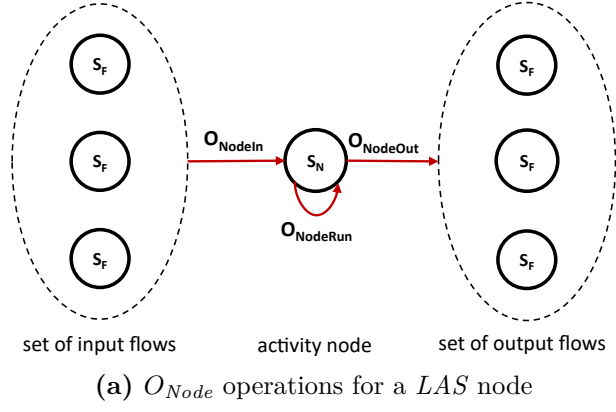 S_F S_F
O_NodeIn O_NodeOut
S_F S_N S_F
O_NodeRun
S_F S_F
set of input flows activity node set of output flows
(a) O_Node operations for a LAS node